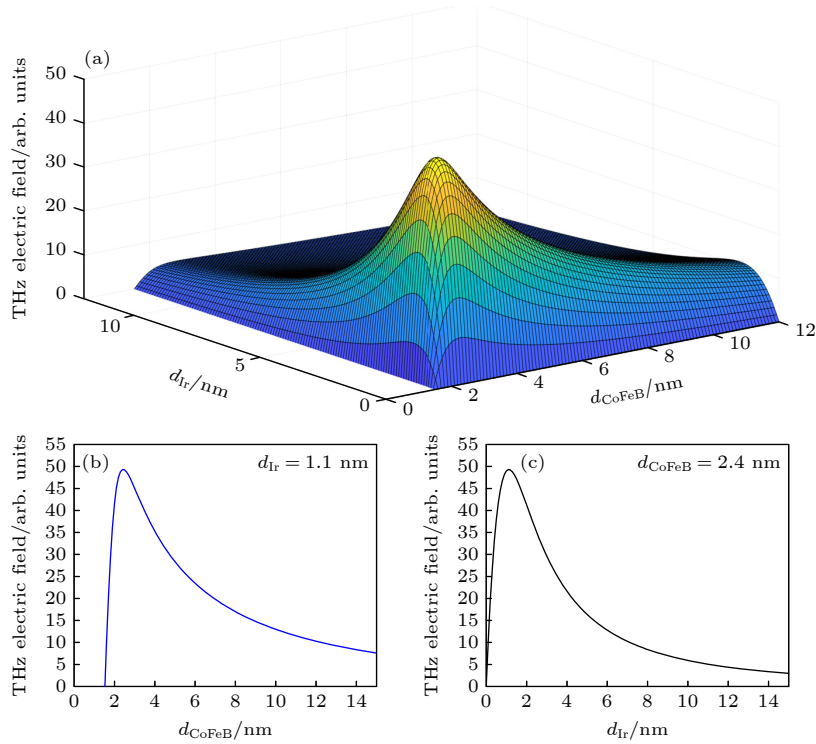 (a)
THz electric field/arb. units
50
40
30
20
10
0
10
5
0
d_Ir/nm
0
2
4
6
8
10
12
d_CoFeB/nm
(b)
d_Ir = 1.1 nm
THz electric field/arb. units
55
50
45
40
35
30
25
20
15
10
5
0
0 2 4 6 8 10 12 14
d_CoFeB/nm
(c)
d_CoFeB = 2.4 nm
THz electric field/arb. units
55
50
45
40
35
30
25
20
15
10
5
0
0 2 4 6 8 10 12 14
d_Ir/nm